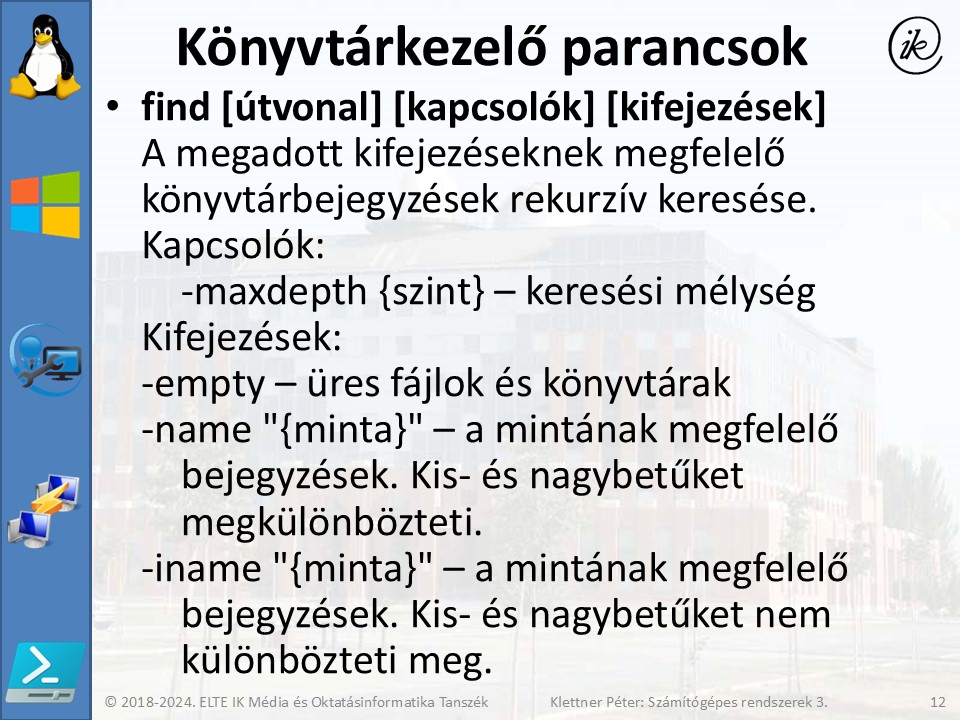 Könyvtárkezelő parancsok
ik
• find [útvonal] [kapcsolók] [kifejezések]
A megadott kifejezéseknek megfelelő
könyvtárbejegyzések rekurzív keresése.
Kapcsolók:
-maxdepth {szint} – keresési mélység
Kifejezések:
-empty – üres fájlok és könyvtárak
-name "{minta}" – a mintának megfelelő
bejegyzések. Kis- és nagybetűket
megkülönbözteti.
-iname "{minta}" – a mintának megfelelő
bejegyzések. Kis- és nagybetűket nem
különbözteti meg.
© 2018-2024. ELTE IK Média és Oktatásinformatika Tanszék
Klettner Péter: Számítógépes rendszerek 3.
12